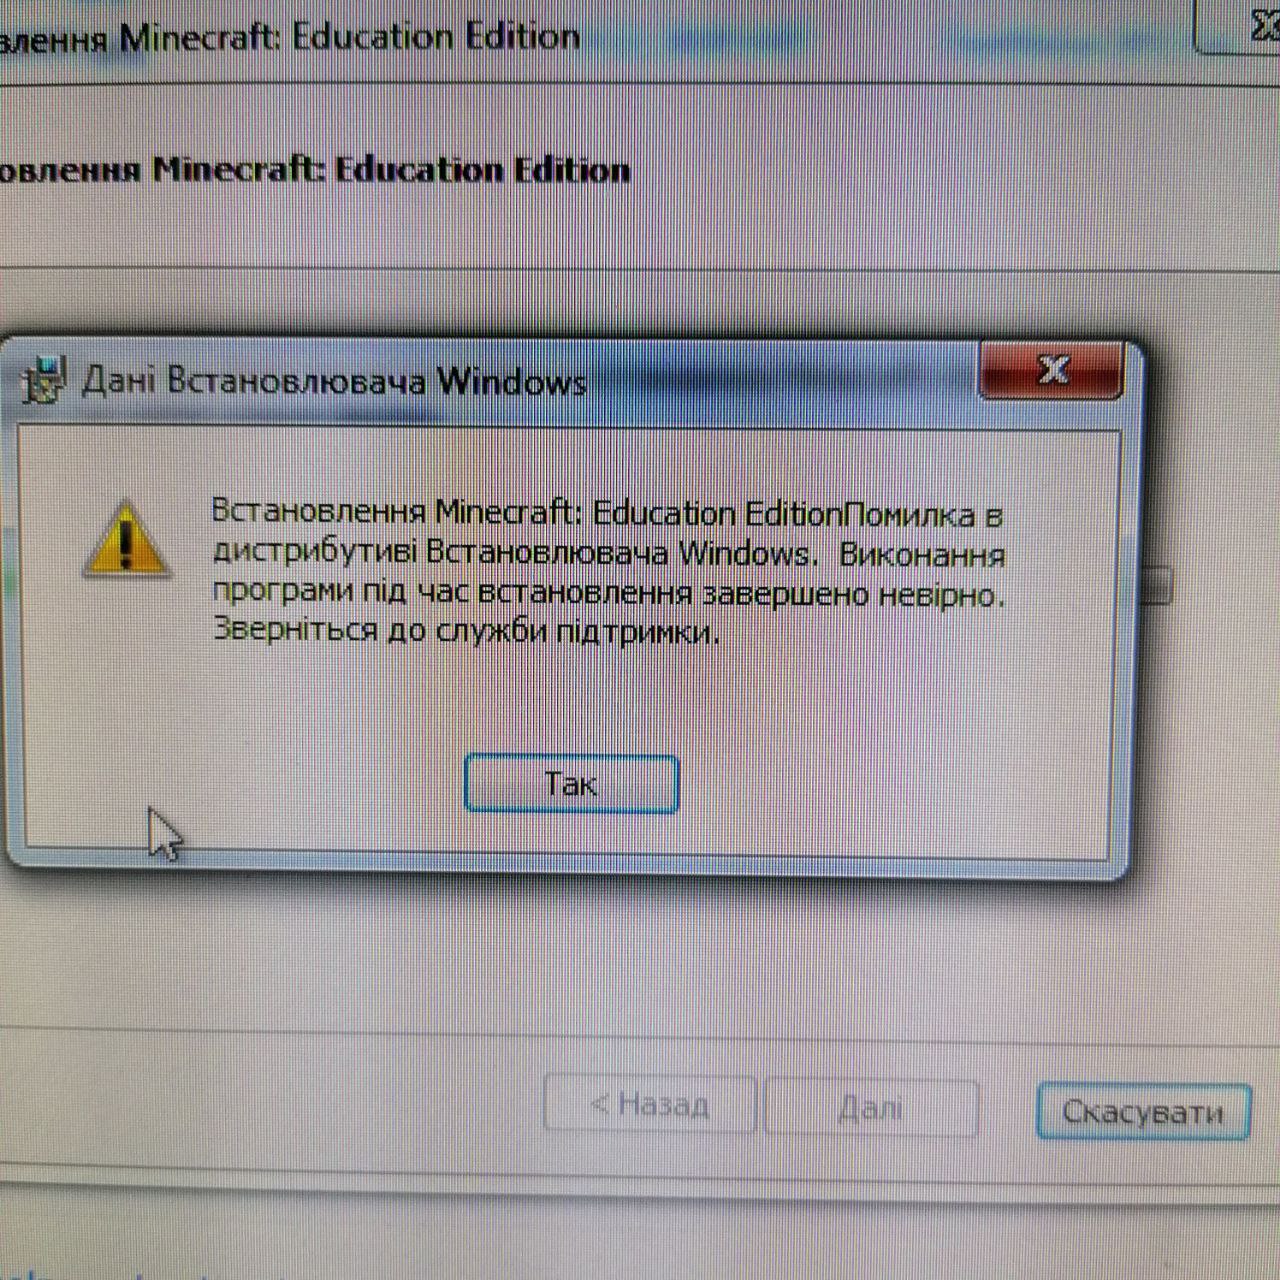 влення Minecraft: Education Edition
овлення Minecraft: Education Edition
Дані Встановлювача Windows
Встановлення Minecraft: Education EditionПомилка в
дистрибутиві Встановлювача Windows. Виконання
програми під час встановлення завершено невірно.
Зверніться до служби підтримки.
Так
< Назад
Далі
Скасувати